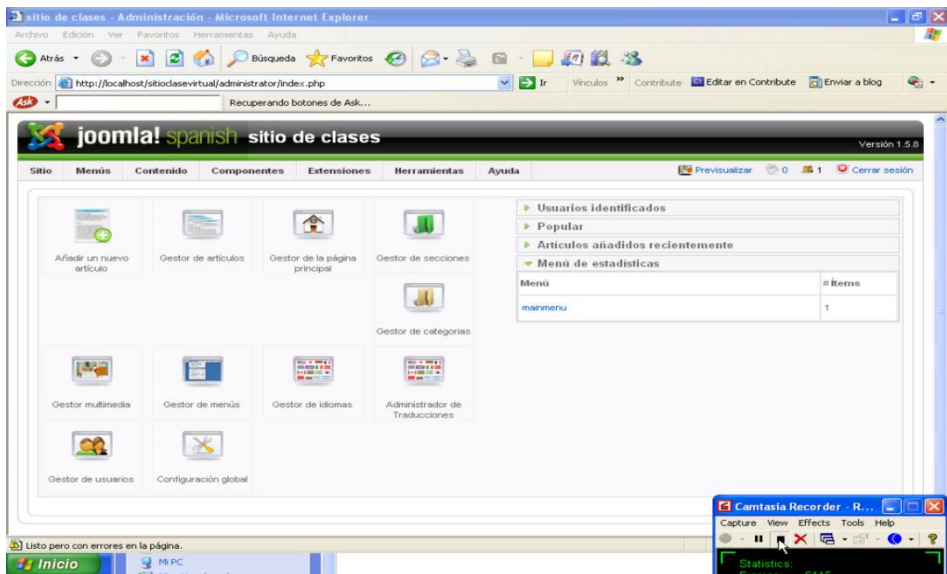 sitio de clases - Administración - Microsoft Internet Explorer
Archivo Edición Ver Favoritos Herramientas Ayuda
Atrás Búsqueda Favoritos
Dirección http://localhost/sitioclasevirtual/administrator/index.php Ir Vínculos » Contribute Editar en Contribute Enviar a blog
Ask Recuperando botones de Ask...
joomla! spanish sitio de clases
Versión 1.5.8
Sitio Menús Contenido Componentes Extensiones Herramientas Ayuda Previsualizar 0 1 Cerrar sesión
Añadir un nuevo
artículo
Gestor de artículos
Gestor de la página
principal
Gestor de secciones
Gestor de categorías
Gestor multimedia
Gestor de menús
Gestor de idiomas
Administrador de
Traducciones
Gestor de usuarios
Configuración global
Usuarios identificados
Popular
Artículos añadidos recientemente
Menú de estadísticas
Menú # Ítems
mainmenu 1
Camtasia Recorder - R...
Capture View Effects Tools Help
Statistics:
Listo pero con errores en la página.
Inicio
Mi PC